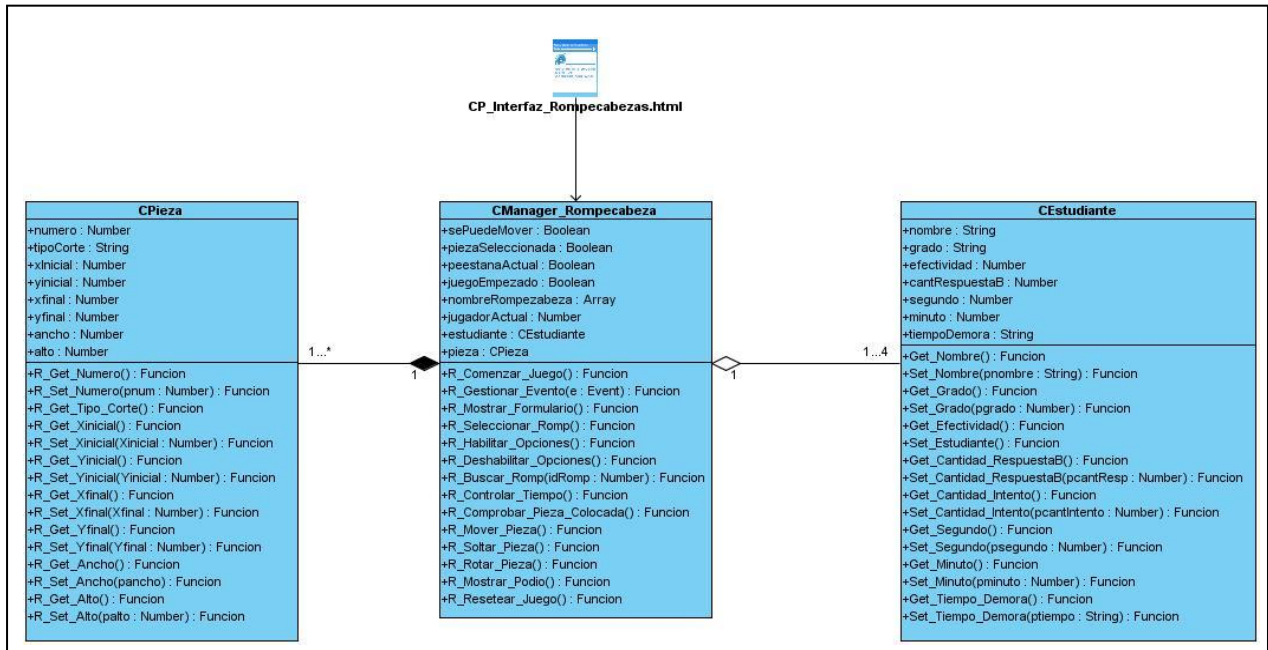 CP_Interfaz_Rompecabezas.html
CPieza
+numero : Number
+tipoCorte : String
+xInicial : Number
+yinicial : Number
+xfinal : Number
+yfinal : Number
+ancho : Number
+alto : Number
+R_Get_Numero() : Funcion
+R_Set_Numero(pnum : Number) : Funcion
+R_Get_Tipo_Corte() : Funcion
+R_Get_Xinicial() : Funcion
+R_Set_Xinicial(Xinicial : Number) : Funcion
+R_Get_Yinicial() : Funcion
+R_Set_Yinicial(Yinicial : Number) : Funcion
+R_Get_Xfinal() : Funcion
+R_Set_Xfinal(Xfinal : Number) : Funcion
+R_Get_Yfinal() : Funcion
+R_Set_Yfinal(Yfinal : Number) : Funcion
+R_Get_Ancho() : Funcion
+R_Set_Ancho(pancho) : Funcion
+R_Get_Alto() : Funcion
+R_Set_Alto(palto : Number) : Funcion
1...*
1
CManager_Rompecabeza
+sePuedeMover : Boolean
+piezaSeleccionada : Boolean
+peestanaActual : Boolean
+juegoEmpezado : Boolean
+nombreRompezabeza : Array
+jugadorActual : Number
+estudiante : CEstudiante
+pieza : CPieza
+R_Comenzar_Juego() : Funcion
+R_Gestionar_Evento(e : Event) : Funcion
+R_Mostrar_Formulario() : Funcion
+R_Seleccionar_Romp() : Funcion
+R_Habilitar_Opciones() : Funcion
+R_Deshabilitar_Opciones() : Funcion
+R_Buscar_Romp(idRomp : Number) : Funcion
+R_Controlar_Tiempo() : Funcion
+R_Comprobar_Pieza_Colocada() : Funcion
+R_Mover_Pieza() : Funcion
+R_Soltar_Pieza() : Funcion
+R_Rotar_Pieza() : Funcion
+R_Mostrar_Podio() : Funcion
+R_Resetear_Juego() : Funcion
1
1...4
CEstudiante
+nombre : String
+grado : String
+efectividad : Number
+cantRespuestaB : Number
+segundo : Number
+minuto : Number
+tiempoDemora : String
+Get_Nombre() : Funcion
+Set_Nombre(pnombre : String) : Funcion
+Get_Grado() : Funcion
+Set_Grado(pgrado : Number) : Funcion
+Get_Efectividad() : Funcion
+Set_Estudiante() : Funcion
+Get_Cantidad_RespuestaB() : Funcion
+Set_Cantidad_RespuestaB(pcantResp : Number) : Funcion
+Get_Cantidad_Intento() : Funcion
+Set_Cantidad_Intento(pcantIntento : Number) : Funcion
+Get_Segundo() : Funcion
+Set_Segundo(psegundo : Number) : Funcion
+Get_Minuto() : Funcion
+Set_Minuto(pminuto : Number) : Funcion
+Get_Tiempo_Demora() : Funcion
+Set_Tiempo_Demora(ptiempo : String) : Funcion